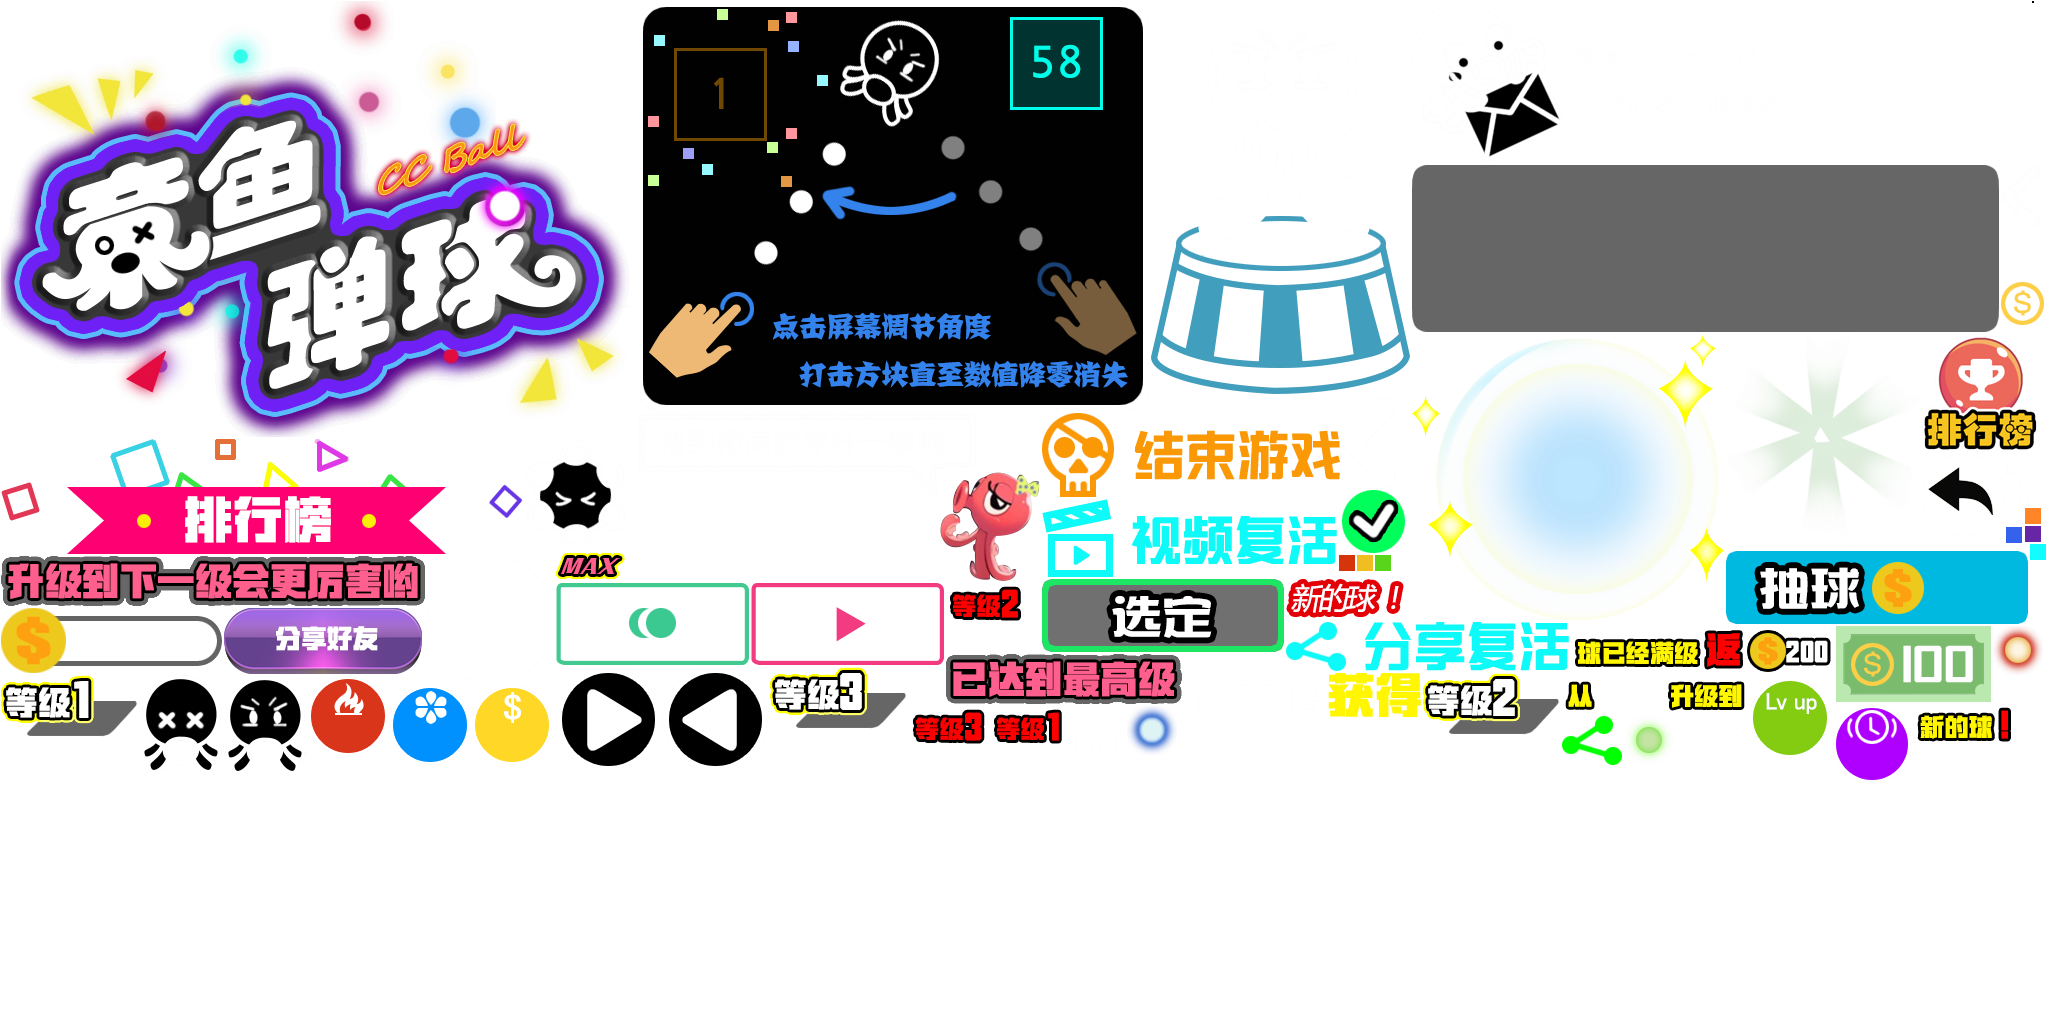 章鱼
弹球
CC Ball
1
58
点击屏幕调节角度
打击方块直至数值降零消失
$
排行榜
结束游戏
排行榜
视频复活
MAX
升级到下一级会更厉害哟
等级2
选定
新的球！
抽球 $
$
分享好友
分享复活
球已经满级 返 $200
$ 100
等级1
$
等级3
已达到最高级
获得
等级2
从
升级到
Lv up
等级3 等级1
新的球！